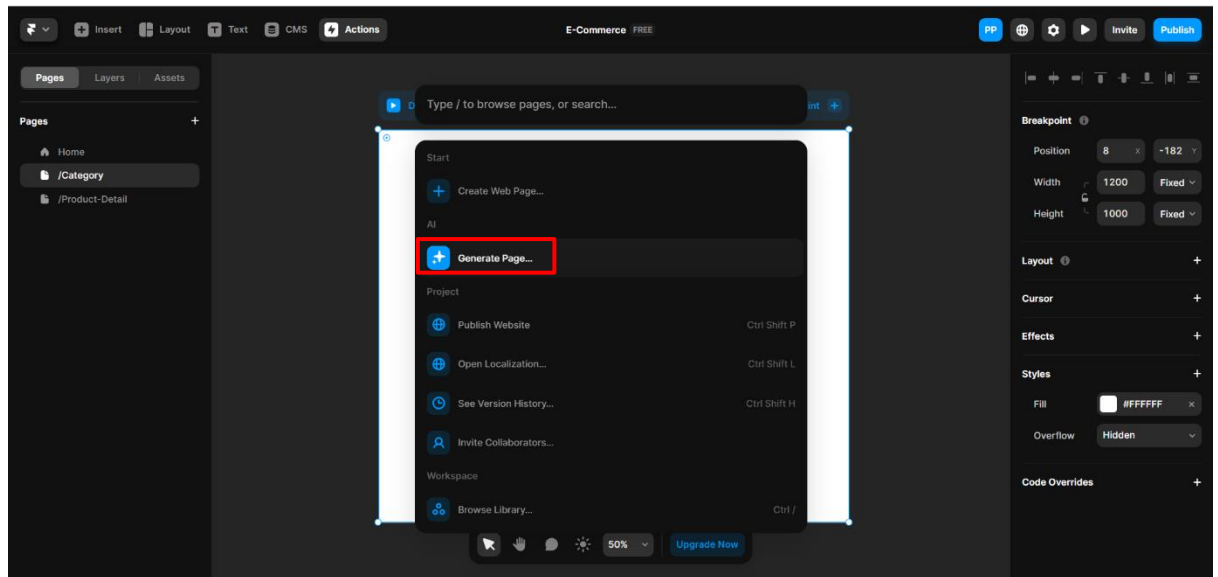 Insert Layout Text CMS Actions
E-Commerce FREE
PP Invite Publish
Pages Layers Assets
Pages +
Home
/Category
/Product-Detail
D
Type / to browse pages, or search...
int +
Start
Create Web Page...
AI
Generate Page...
Project
Publish Website Ctrl Shift P
Open Localization... Ctrl Shift L
See Version History... Ctrl Shift H
Invite Collaborators...
Workspace
Browse Library... Ctrl /
50% Upgrade Now
Breakpoint
Position 8 X -182 Y
Width 1200 Fixed
Height 1000 Fixed
Layout +
Cursor +
Effects +
Styles +
Fill #FFFFFF ×
Overflow Hidden
Code Overrides +